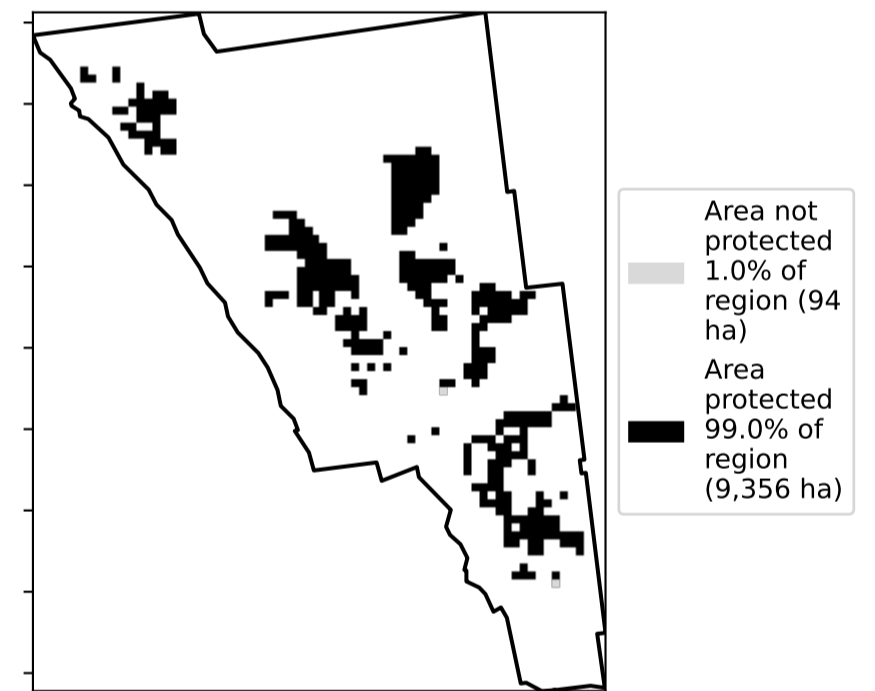 Area not
protected
1.0% of
region (94
ha)
Area
protected
99.0% of
region
(9,356 ha)